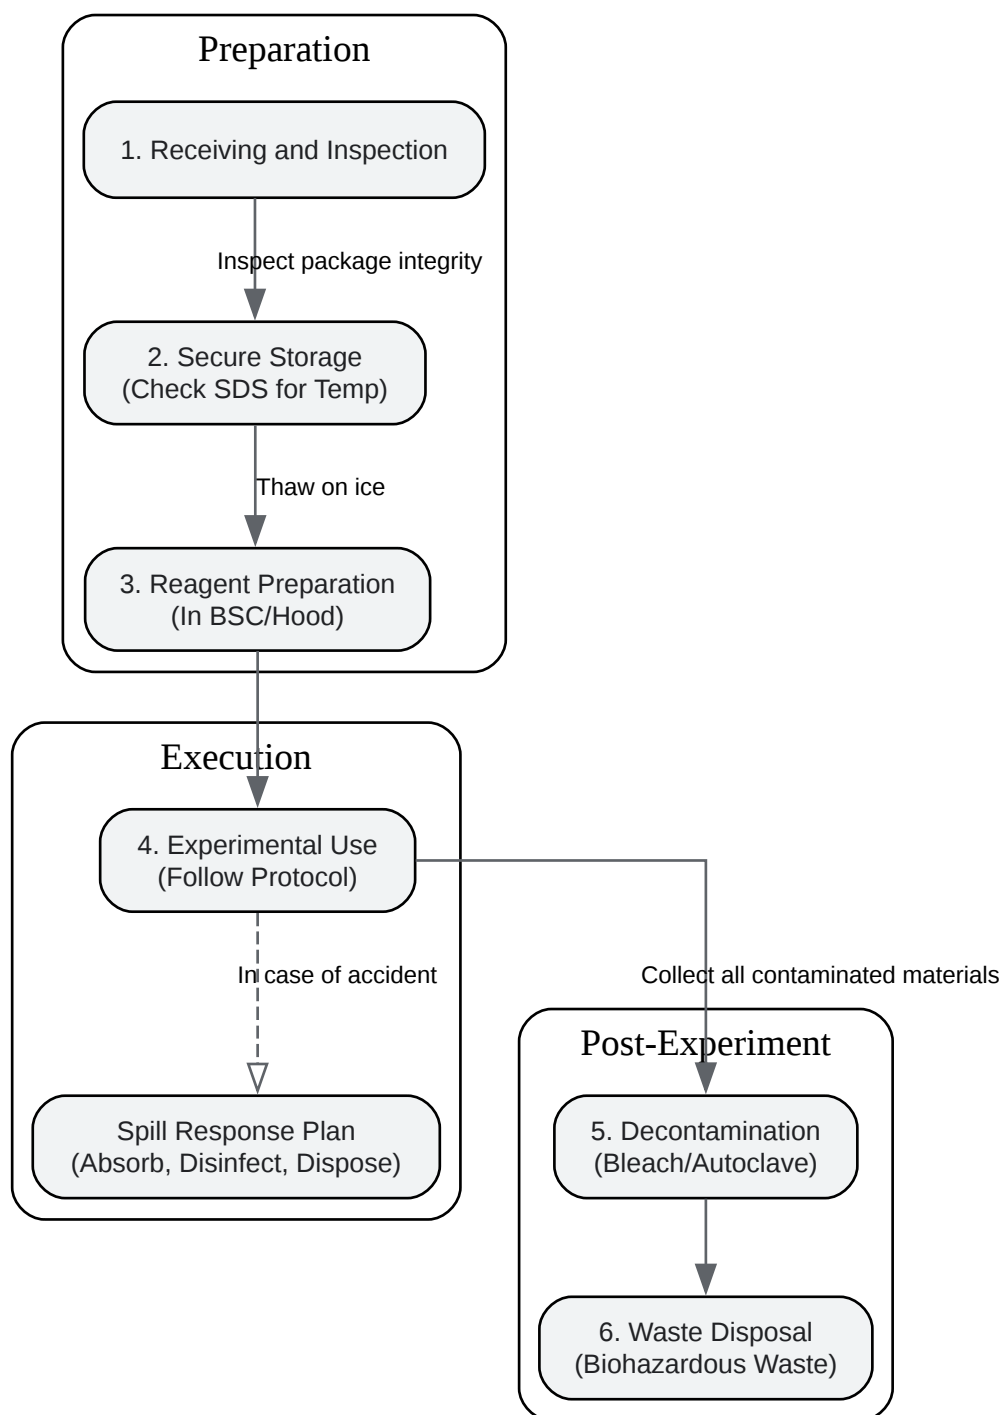 Preparation
1. Receiving and Inspection
Inspect package integrity
2. Secure Storage
(Check SDS for Temp)
Thaw on ice
3. Reagent Preparation
(In BSC/Hood)
Execution
4. Experimental Use
(Follow Protocol)
In case of accident
Spill Response Plan
(Absorb, Disinfect, Dispose)
Collect all contaminated materials
Post-Experiment
5. Decontamination
(Bleach/Autoclave)
6. Waste Disposal
(Biohazardous Waste)